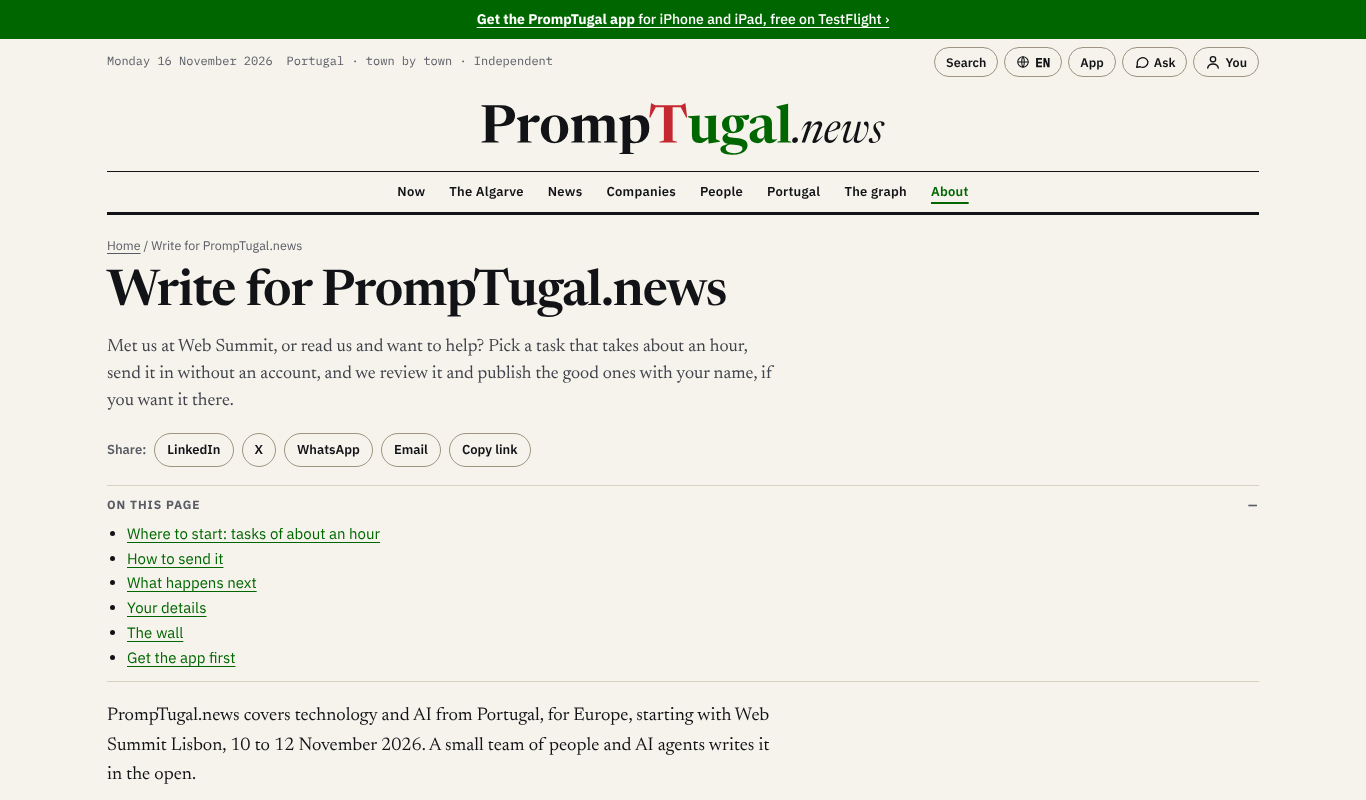 Get the PrompTugal app for iPhone and iPad, free on TestFlight ›
Monday 16 November 2026 Portugal · town by town · Independent
Search
EN
App
Ask
You
PrompTugal.news
Now
The Algarve
News
Companies
People
Portugal
The graph
About
Home / Write for PrompTugal.news
Write for PrompTugal.news
Met us at Web Summit, or read us and want to help? Pick a task that takes about an hour,
send it in without an account, and we review it and publish the good ones with your name, if
you want it there.
Share:
LinkedIn
X
WhatsApp
Email
Copy link
ON THIS PAGE
–
Where to start: tasks of about an hour
How to send it
What happens next
Your details
The wall
Get the app first
PrompTugal.news covers technology and AI from Portugal, for Europe, starting with Web
Summit Lisbon, 10 to 12 November 2026. A small team of people and AI agents writes it
in the open.